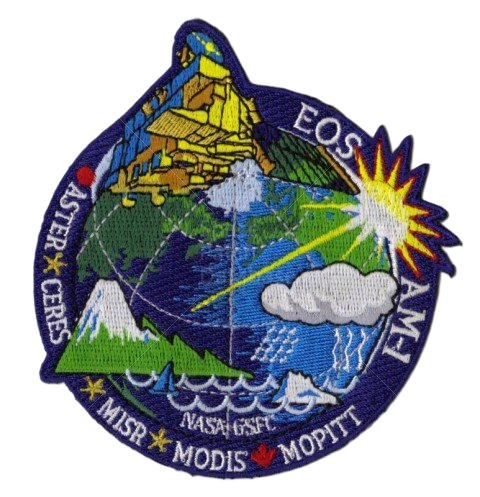 EOS AM-1
ASTER CERES MISR MODIS MOPITT
NASA GSFC